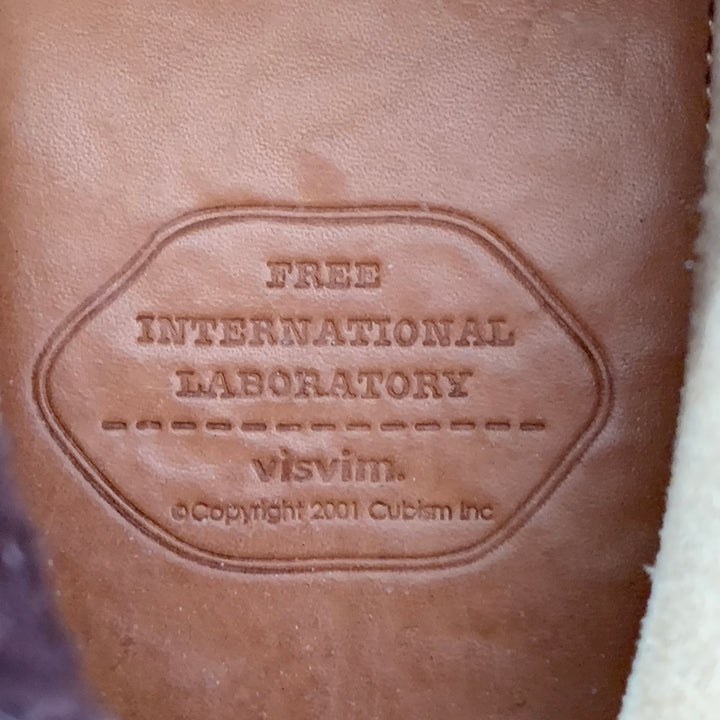 FREE
INTERNATIONAL
LABORATORY
visvim.
©Copyright 2001 Cubism Inc